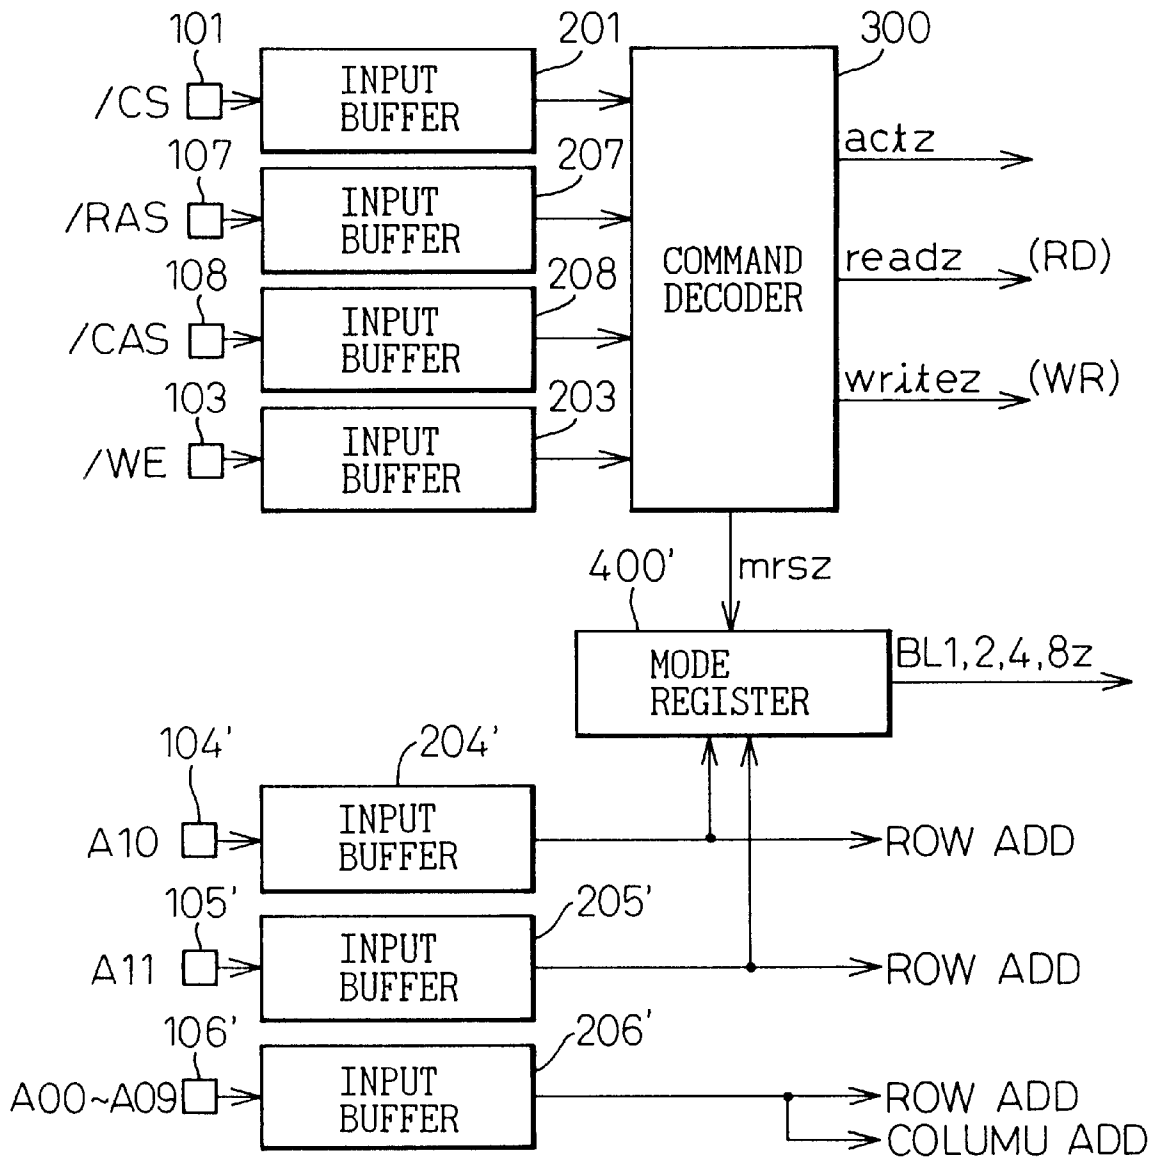 101
201
300
/CS
INPUT
BUFFER
actz
107
207
/RAS
INPUT
BUFFER
COMMAND
DECODER
readz
(RD)
108
208
/CAS
INPUT
BUFFER
writez
(WR)
103
203
/WE
INPUT
BUFFER
400'
mrsz
MODE
REGISTER
BL1,2,4,8z
104'
204'
A10
INPUT
BUFFER
ROW ADD
105'
205'
A11
INPUT
BUFFER
ROW ADD
106'
206'
A00~A09
INPUT
BUFFER
ROW ADD
COLUMU ADD